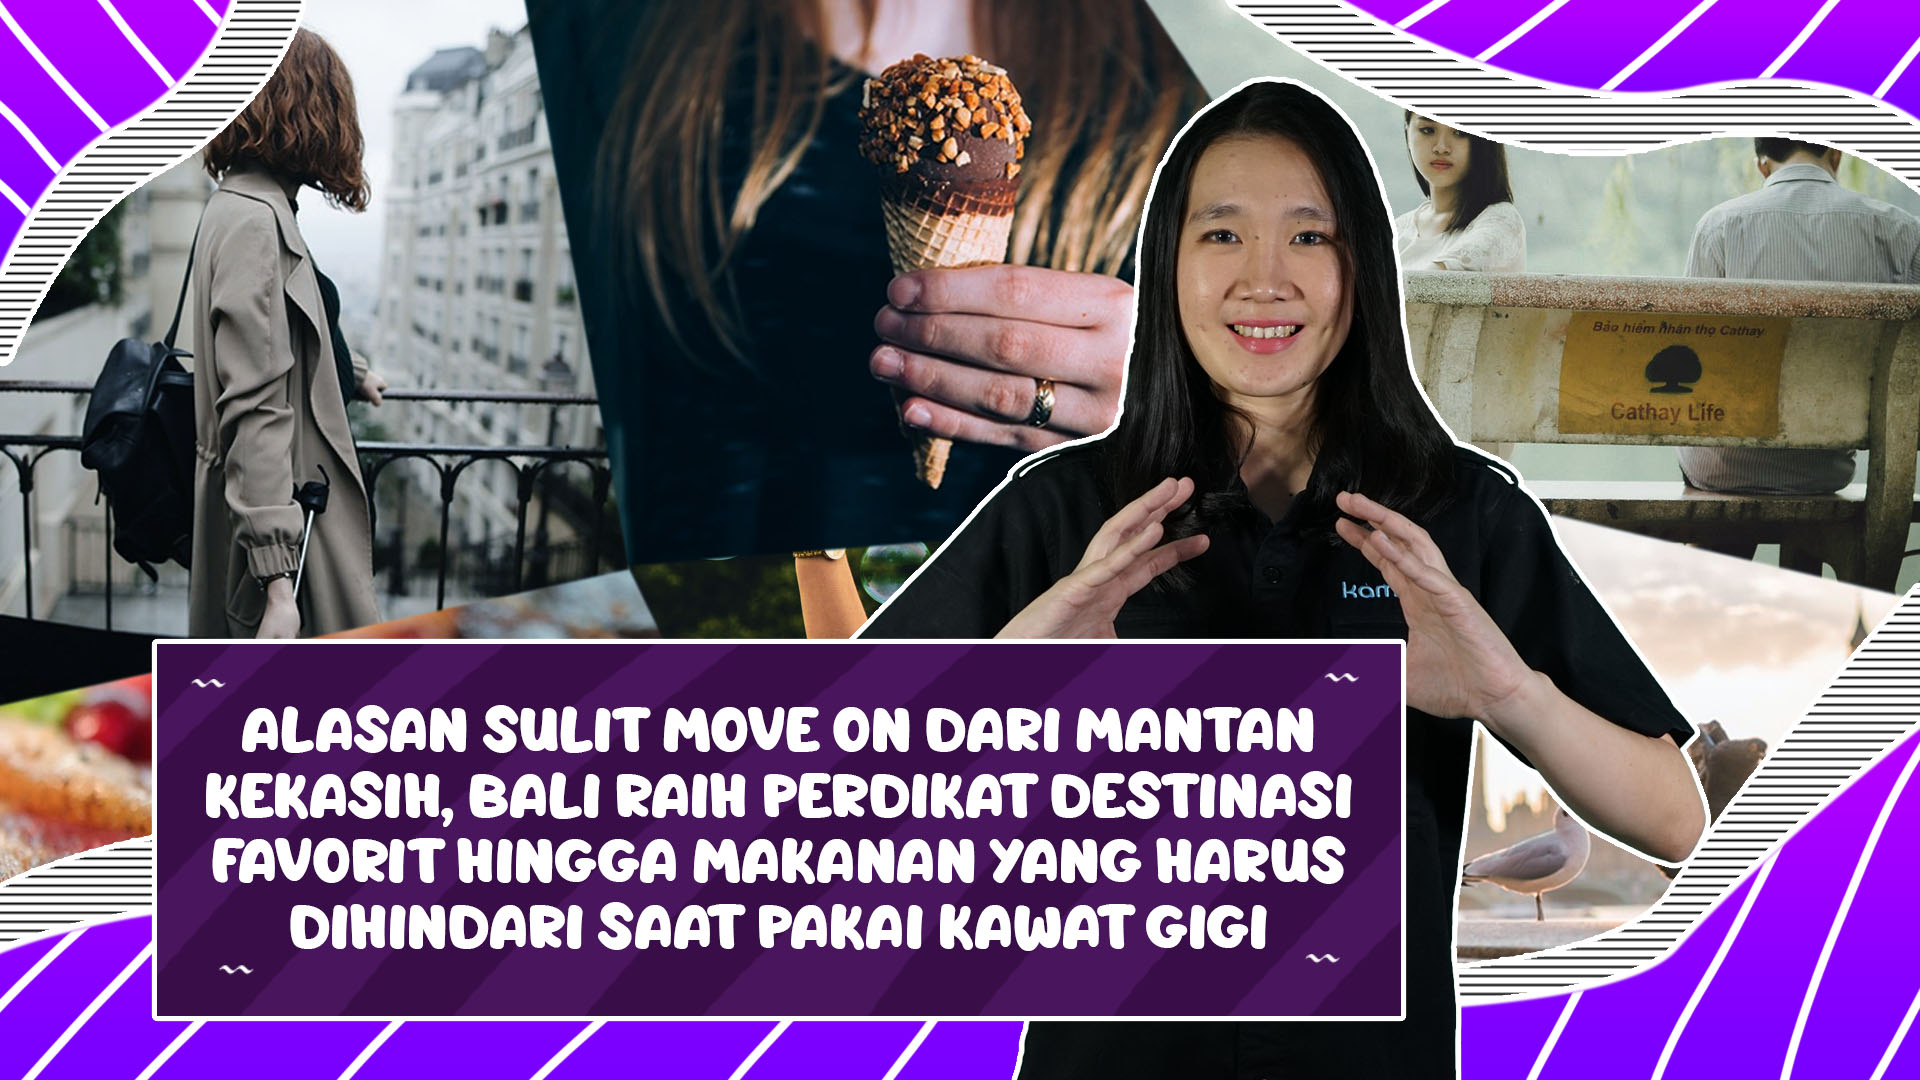 Bảo hiểm nhân thọ Cathay
Cathay Life
kam
ALASAN SULIT MOVE ON DARI MANTAN
KEKASIH, BALI RAIH PERDIKAT DESTINASI
FAVORIT HINGGA MAKANAN YANG HARUS
DIHINDARI SAAT PAKAI KAWAT GIGI